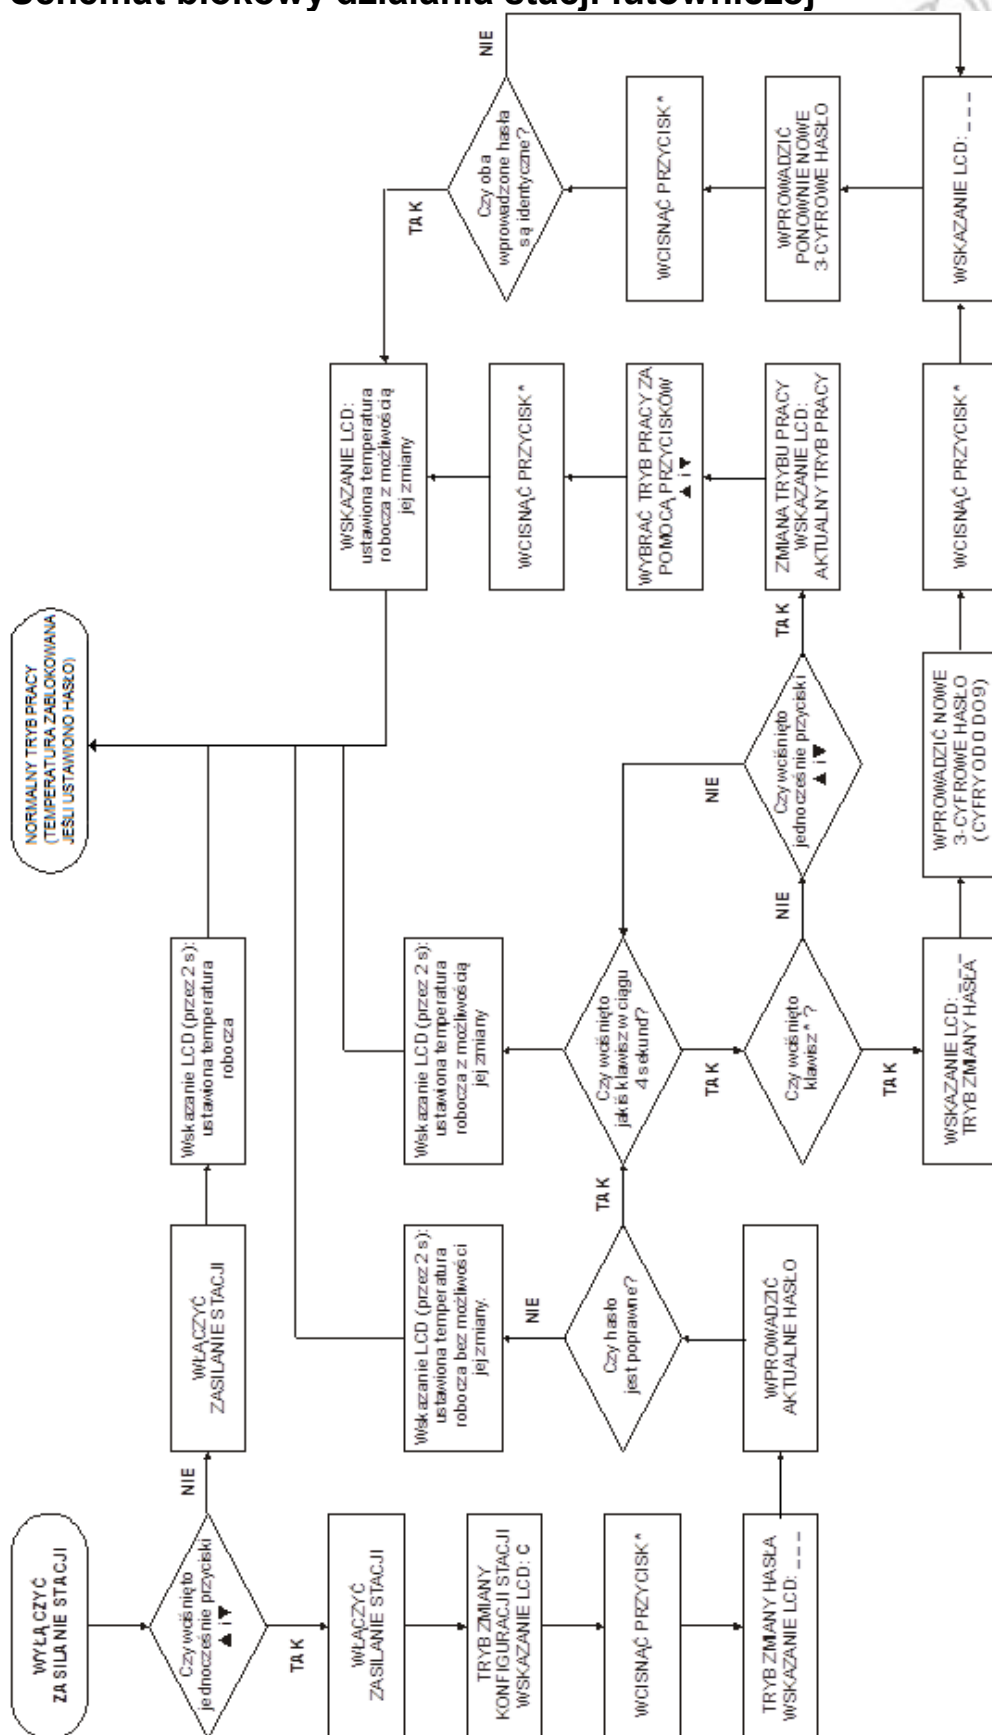 Schemat blokowy działania stacji lutowniczej
WYŁĄCZYĆ
ZASILANIE STACJI
Czy wciśnięto
jednocześnie przyciski
▲ i ▼
NIE
TAK
WŁĄCZYĆ
ZASILANIE STACJI
Wskazanie LCD (przez 2 s):
ustawiona temperatura
robocza
NORMALNY TRYB PRACY
(TEMPERATURA ZABLOKOWANA
JEŚLI USTAWIONO HASŁO)
WŁĄCZYĆ
ZASILANIE STACJI
TRYB ZMIANY
KONFIGURACJI STACJI
WSKAZANIE LCD: C
WCISNĄĆ PRZYCISK *
TRYB ZMIANY HASŁA
WSKAZANIE LCD: _ _ _
WPROWADZIĆ
AKTUALNE HASŁO
Czy hasło
jest poprawne?
NIE
TAK
Wskazanie LCD (przez 2 s):
ustawiona temperatura
robocza bez możliwości
jej zmiany.
Czy wciśnięto
jakiś klawisz w ciągu
4 sekund?
TAK
Wskazanie LCD (przez 2 s):
ustawiona temperatura
robocza z możliwością
jej zmiany
Czy wciśnięto
klawisz * ?
NIE
TAK
Czy wciśnięto
jednocześnie przyciski
▲ i ▼
NIE
TAK
ZMIANA TRYBU PRACY
WSKAZANIE LCD:
AKTUALNY TRYB PRACY
WYBRAĆ TRYB PRACY ZA
POMOCĄ PRZYCISKÓW
▲ i ▼
WCISNĄĆ PRZYCISK *
WSKAZANIE LCD:
ustawiona temperatura
robocza z możliwością
jej zmiany
WSKAZANIE LCD: _ _ _
TRYB ZMIANY HASŁA
WPROWADZIĆ NOWE
3-CYFROWE HASŁO
(CYFRY OD 0 DO 9)
WCISNĄĆ PRZYCISK *
WSKAZANIE LCD: _ _ _
WPROWADZIĆ
PONOWNIE NOWE
3-CYFROWE HASŁO
WCISNĄĆ PRZYCISK *
Czy oba
wprowadzone hasła
są identyczne?
TAK
NIE